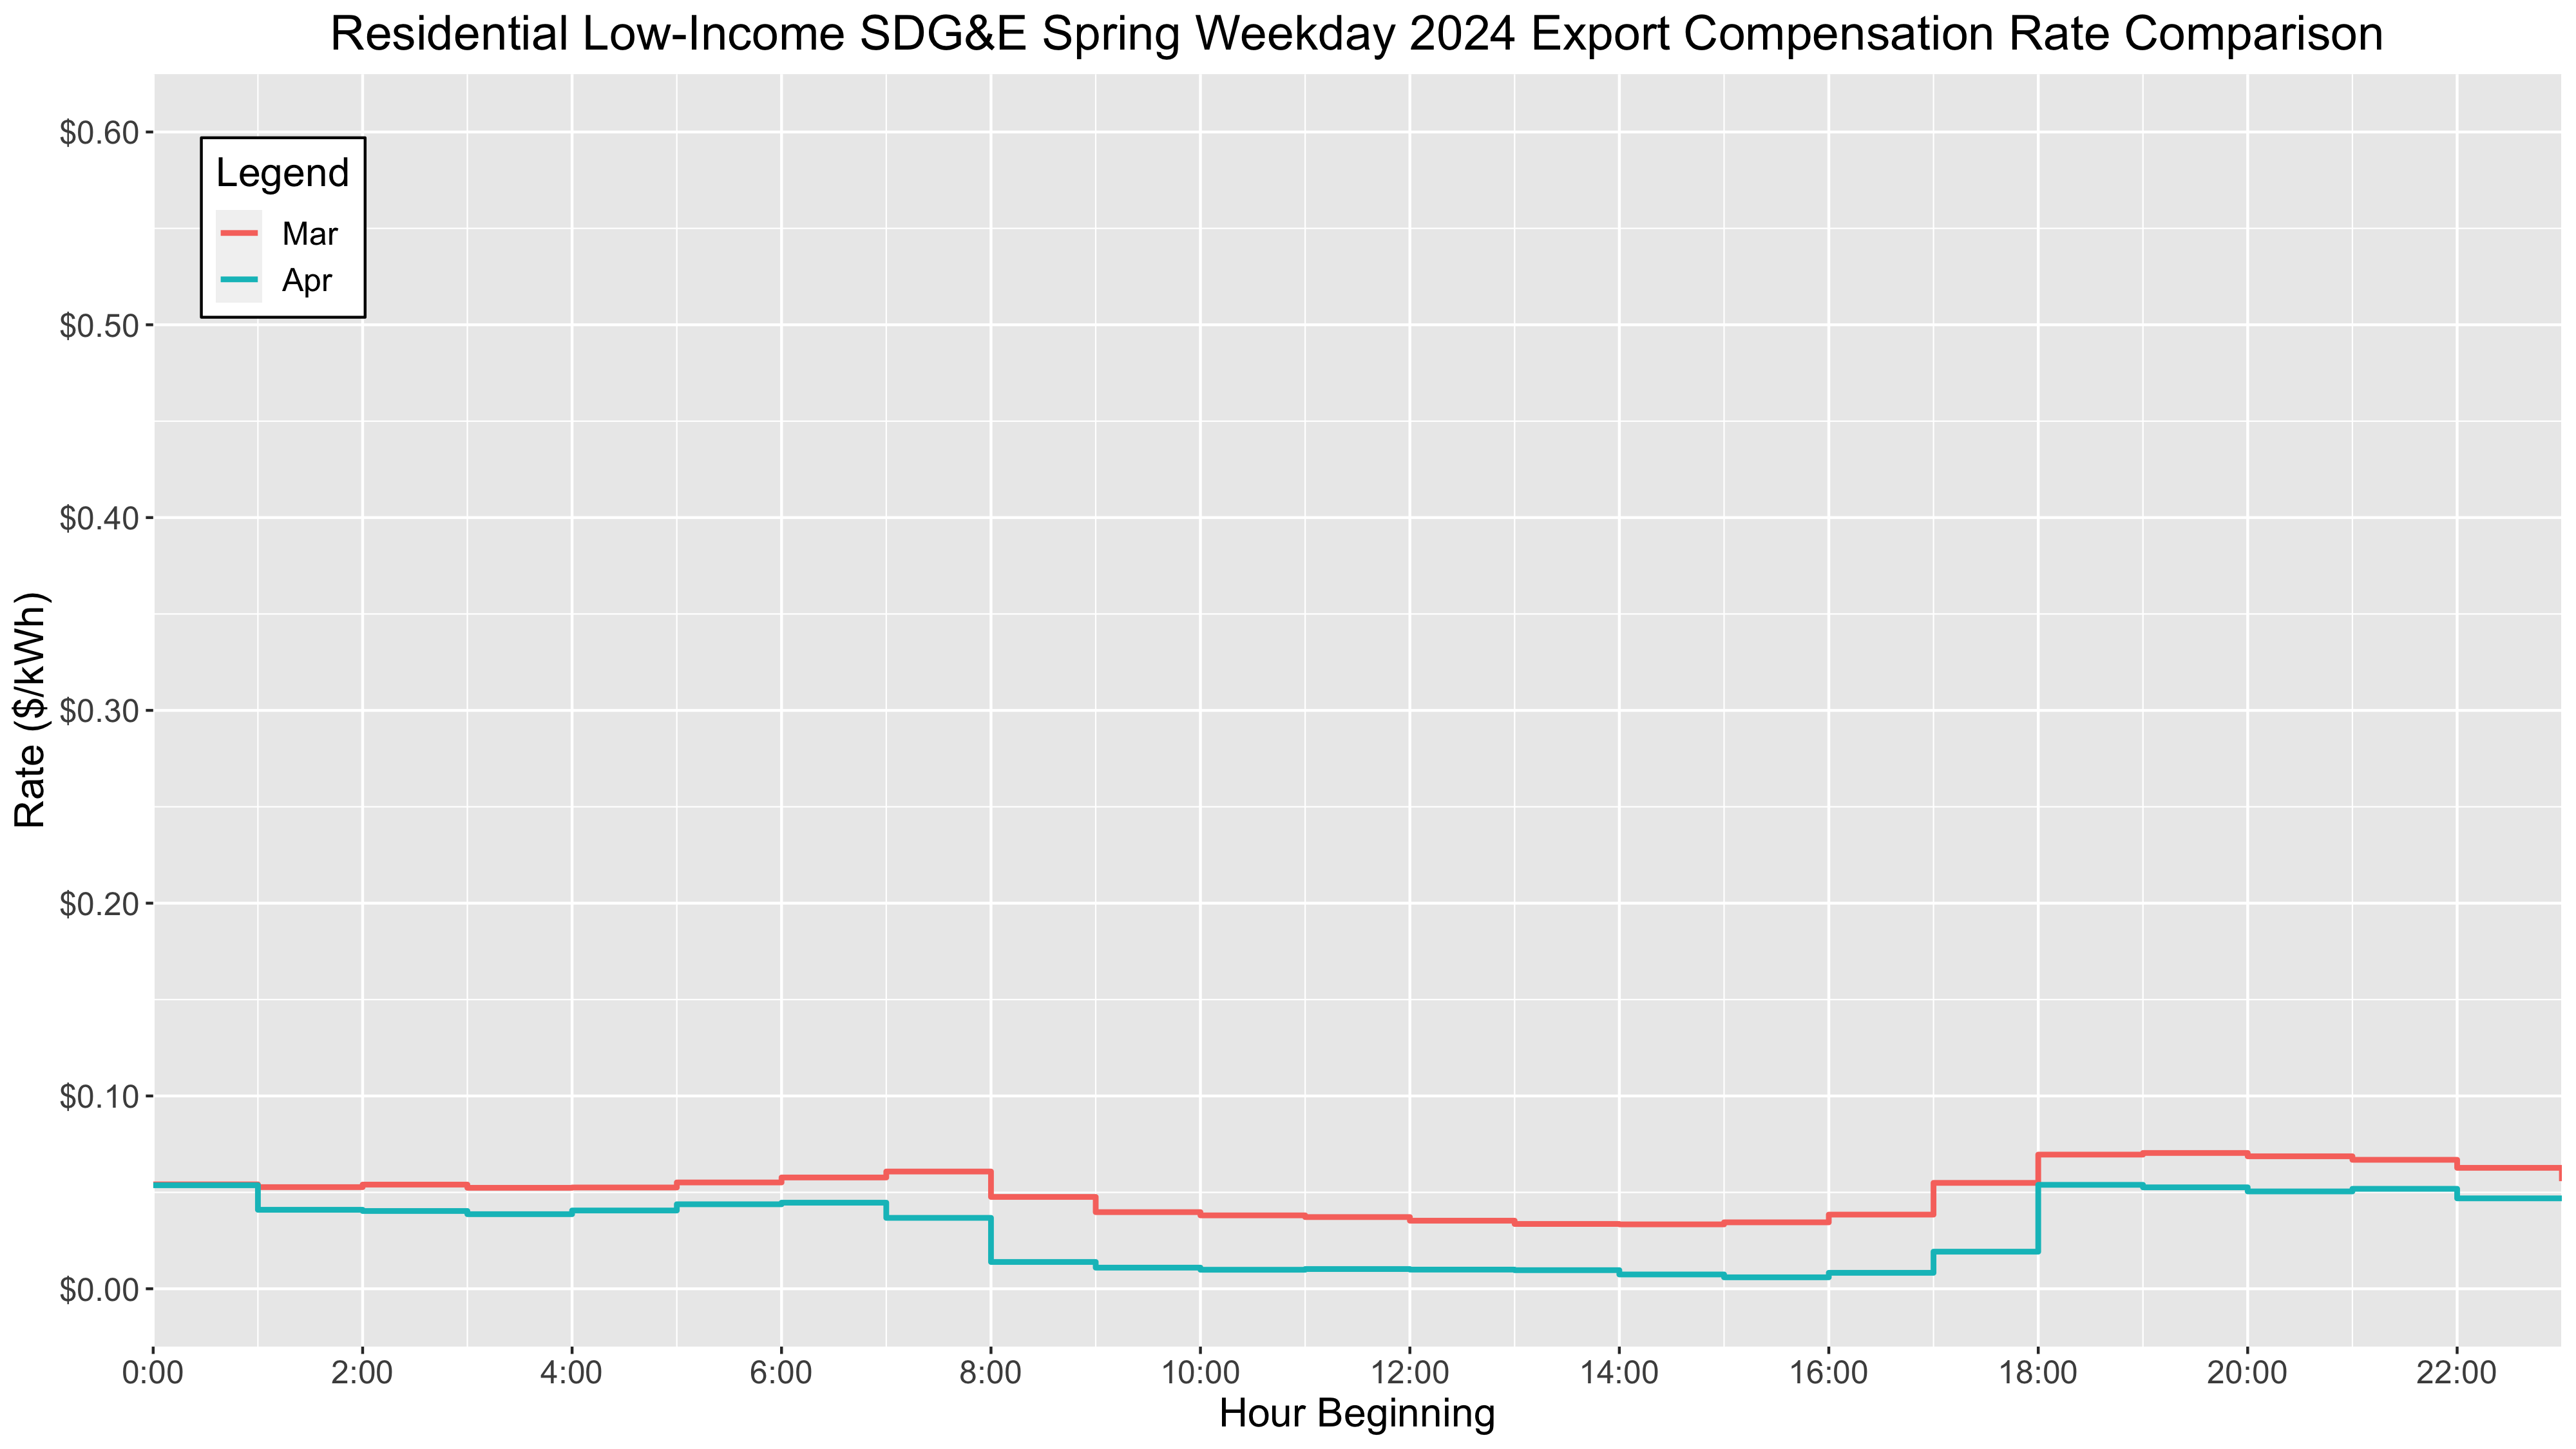 Residential Low-Income SDG&E Spring Weekday 2024 Export Compensation Rate Comparison
Legend
Mar
Apr
Rate ($/kWh)
$0.60
$0.50
$0.40
$0.30
$0.20
$0.10
$0.00
0:00 2:00 4:00 6:00 8:00 10:00 12:00 14:00 16:00 18:00 20:00 22:00
Hour Beginning